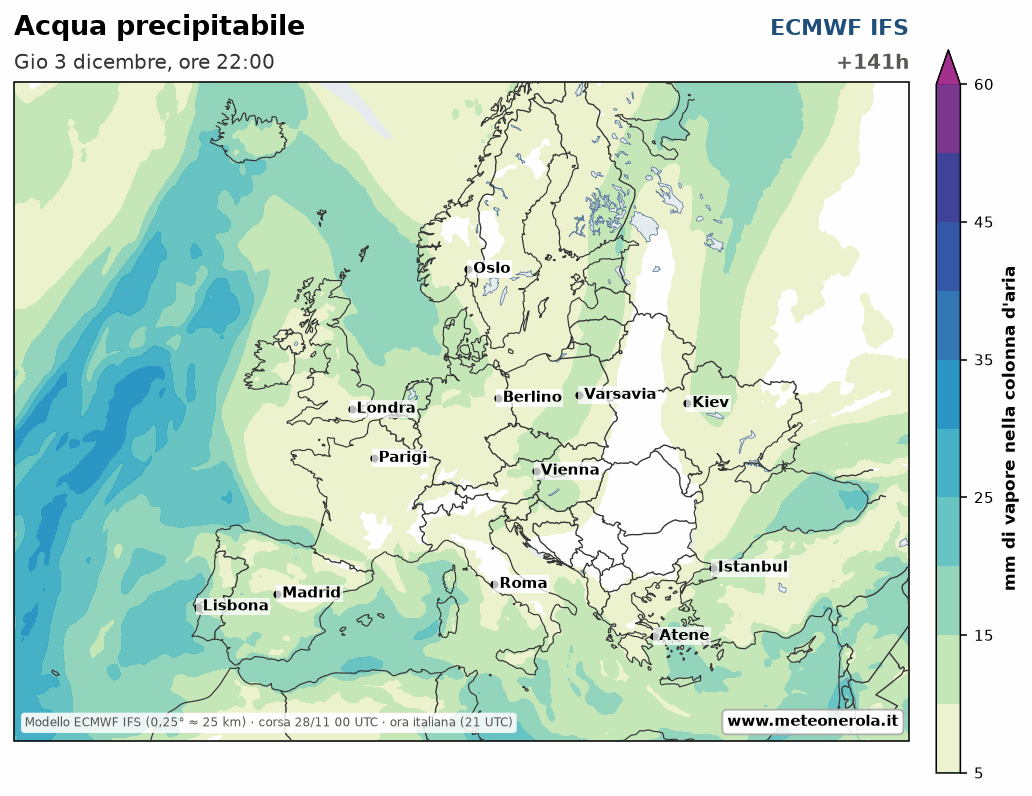 Acqua precipitabile
ECMWF IFS
Gio 3 dicembre, ore 22:00
+141h
60
45
35
25
15
5
mm di vapore nella colonna d'aria
Oslo
Berlino
Varsavia
Kiev
Londra
Parigi
Vienna
Istanbul
Roma
Madrid
Lisbona
Atene
Modello ECMWF IFS (0,25° ≈ 25 km) · corsa 28/11 00 UTC · ora italiana (21 UTC)
www.meteonerola.it